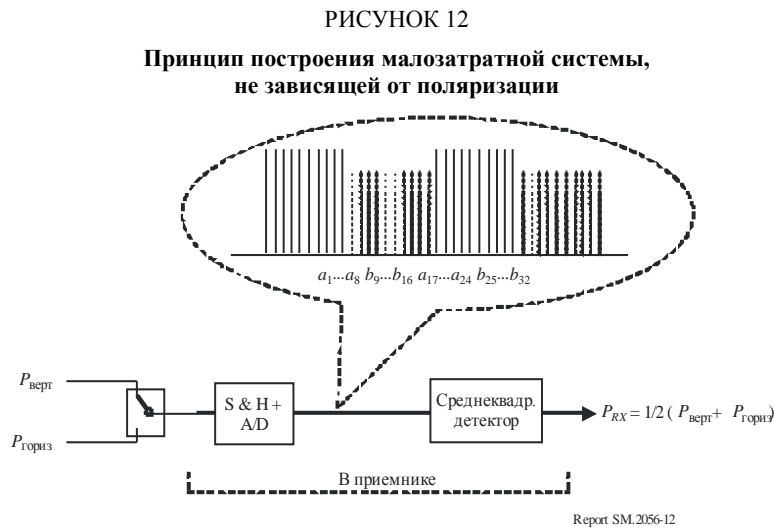 РИСУНОК 12
Принцип построения малозатратной системы,
не зависящей от поляризации
a1...a8 b9...b16 a17...a24 b25...b32
Pверт
Pгориз
S & H +
A/D
Среднеквадр.
детектор
PRX = 1/2 ( Pверт+ Pгориз)
В приемнике
Report SM.2056-12